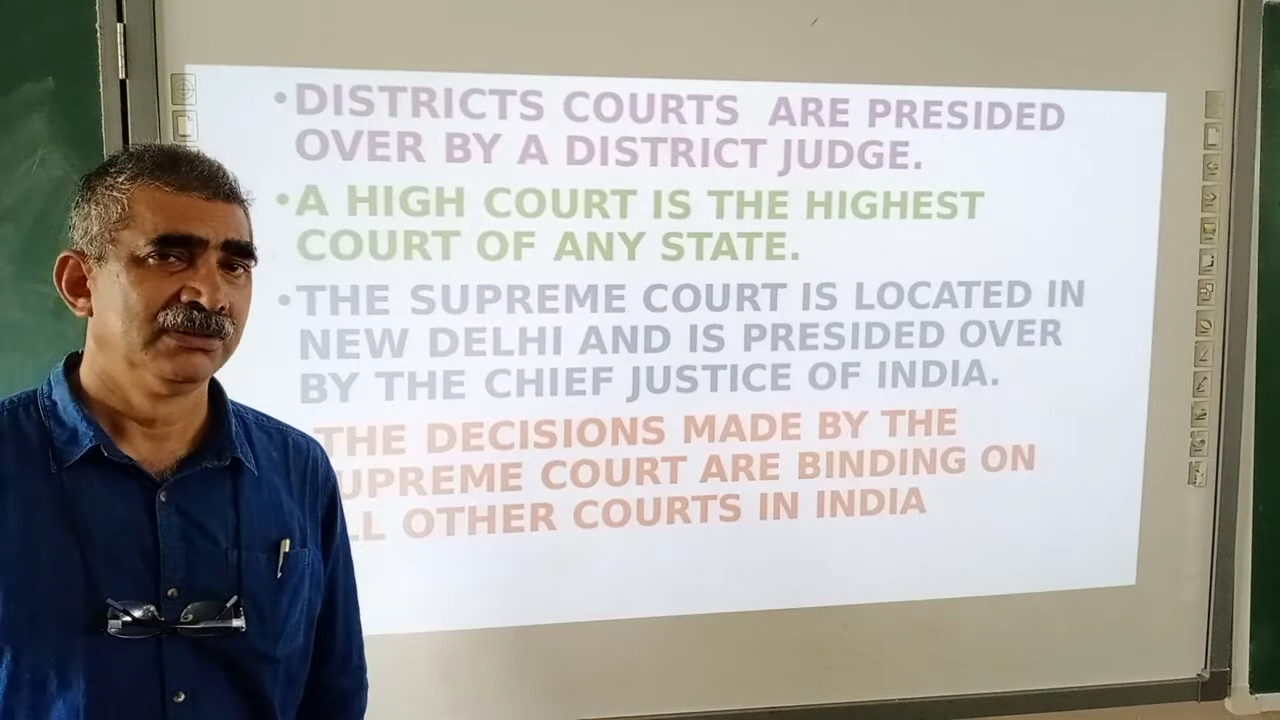 •DISTRICTS COURTS ARE PRESIDED
OVER BY A DISTRICT JUDGE.
•A HIGH COURT IS THE HIGHEST
COURT OF ANY STATE.
•THE SUPREME COURT IS LOCATED IN
NEW DELHI AND IS PRESIDED OVER
BY THE CHIEF JUSTICE OF INDIA.
THE DECISIONS MADE BY THE
UPREME COURT ARE BINDING ON
LL OTHER COURTS IN INDIA